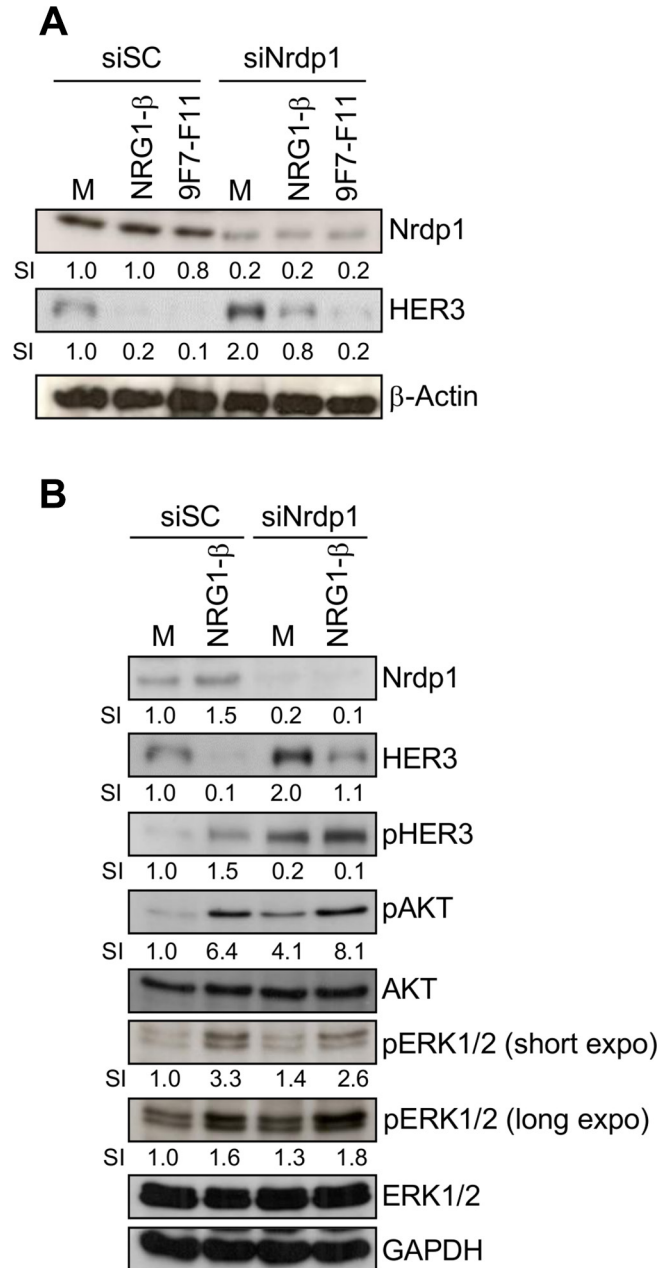 A
siSC siNrdp1
M NRG1-β 9F7-F11 M NRG1-β 9F7-F11
Nrdp1
SI 1.0 1.0 0.8 0.2 0.2 0.2
HER3
SI 1.0 0.2 0.1 2.0 0.8 0.2
β-Actin
B
siSC siNrdp1
M NRG1-β M NRG1-β
Nrdp1
SI 1.0 1.5 0.2 0.1
HER3
SI 1.0 0.1 2.0 1.1
pHER3
SI 1.0 1.5 0.2 0.1
pAKT
SI 1.0 6.4 4.1 8.1
AKT
pERK1/2 (short expo)
SI 1.0 3.3 1.4 2.6
pERK1/2 (long expo)
SI 1.0 1.6 1.3 1.8
ERK1/2
GAPDH